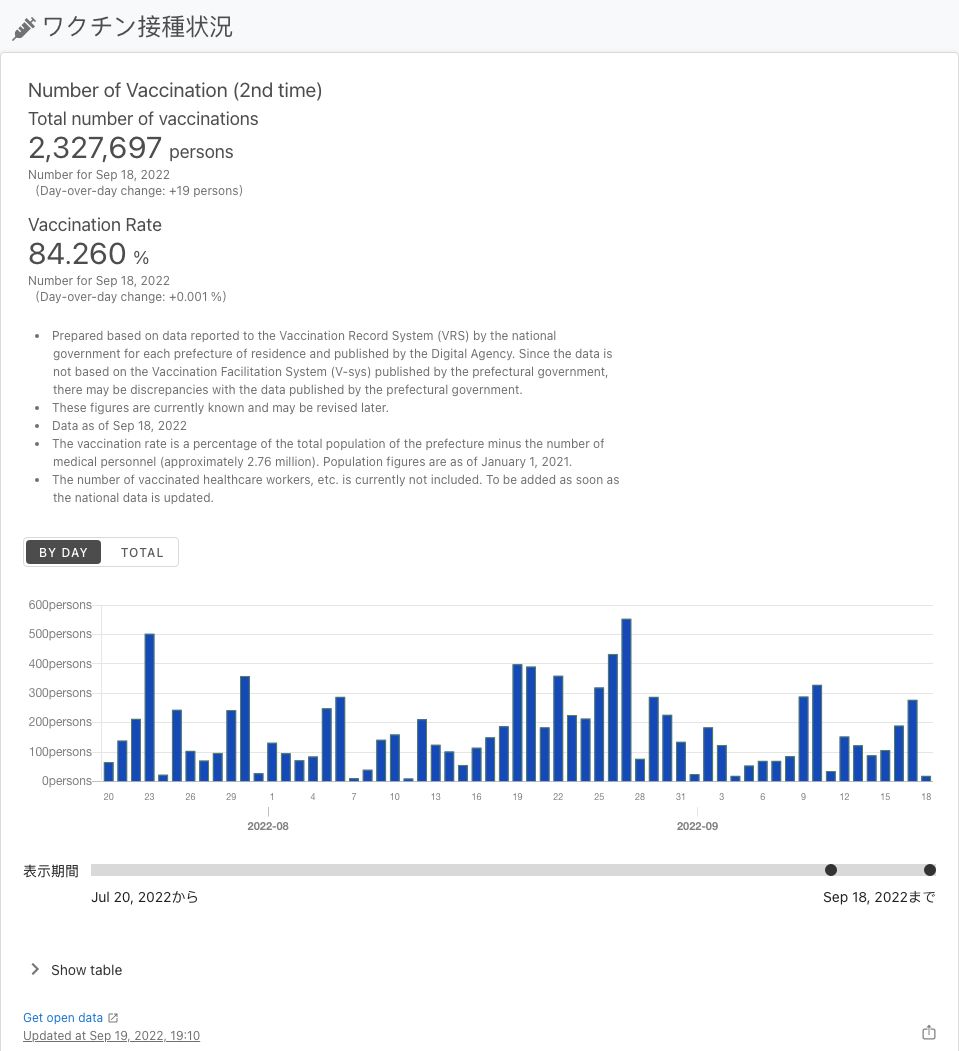 ワクチン接種状況
Number of Vaccination (2nd time)
Total number of vaccinations
2,327,697 persons
Number for Sep 18, 2022
(Day-over-day change: +19 persons)
Vaccination Rate
84.260 %
Number for Sep 18, 2022
(Day-over-day change: +0.001 %)
• Prepared based on data reported to the Vaccination Record System (VRS) by the national
government for each prefecture of residence and published by the Digital Agency. Since the data is
not based on the Vaccination Facilitation System (V-sys) published by the prefectural government,
there may be discrepancies with the data published by the prefectural government.
• These figures are currently known and may be revised later.
• Data as of Sep 18, 2022
• The vaccination rate is a percentage of the total population of the prefecture minus the number of
medical personnel (approximately 2.76 million). Population figures are as of January 1, 2021.
• The number of vaccinated healthcare workers, etc. is currently not included. To be added as soon as
the national data is updated.
BY DAY TOTAL
600persons
500persons
400persons
300persons
200persons
100persons
0persons
20 23 26 29 1 4 7 10 13 16 19 22 25 28 31 3 6 9 12 15 18
2022-08 2022-09
表示期間
Jul 20, 2022から Sep 18, 2022まで
Show table
Get open data
Updated at Sep 19, 2022, 19:10